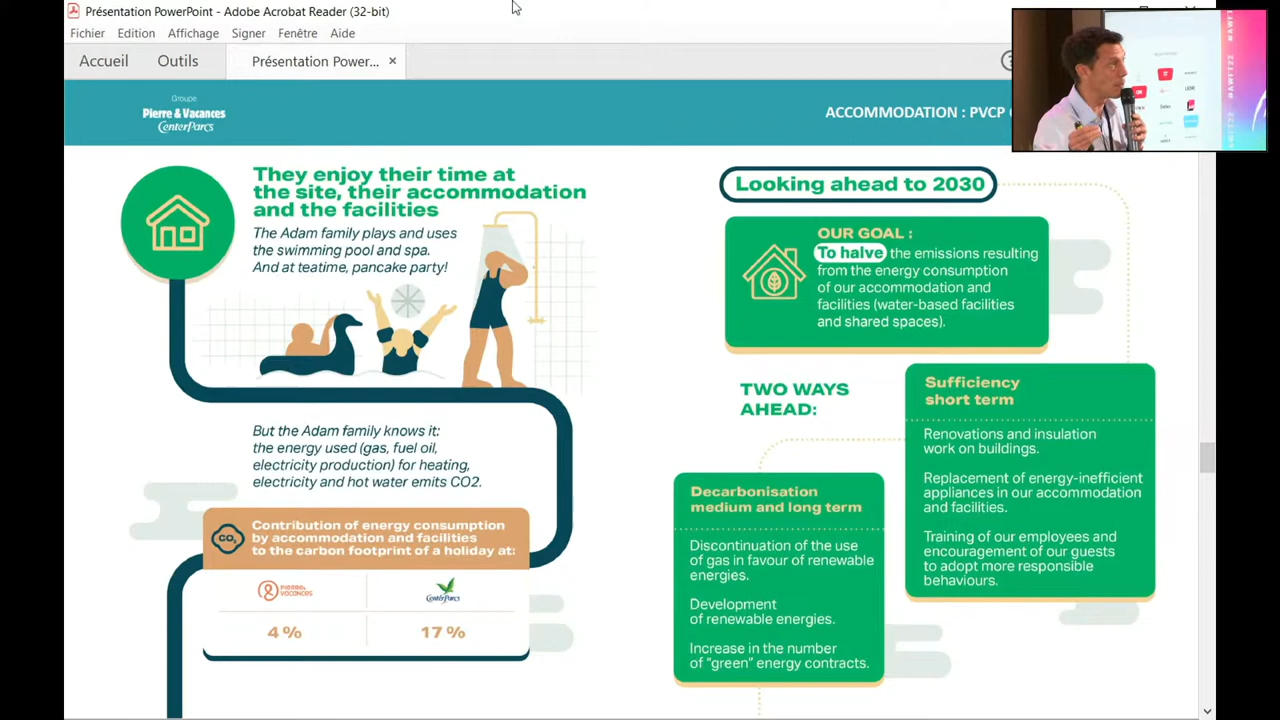 Présentation PowerPoint - Adobe Acrobat Reader (32-bit)
Fichier Edition Affichage Signer Fenêtre Aide
Accueil Outils Présentation Power... ×
Groupe
Pierre & Vacances
CenterParcs
ACCOMMODATION : PVCP
#AWFT22
They enjoy their time at
the site, their accommodation
and the facilities
The Adam family plays and uses
the swimming pool and spa.
And at teatime, pancake party!
But the Adam family knows it:
the energy used (gas, fuel oil,
electricity production) for heating,
electricity and hot water emits CO2.
CO₂
Contribution of energy consumption
by accommodation and facilities
to the carbon footprint of a holiday at:
PIERRE & VACANCES
CenterParcs
4 %
17 %
Looking ahead to 2030
OUR GOAL :
To halve the emissions resulting
from the energy consumption
of our accommodation and
facilities (water-based facilities
and shared spaces).
TWO WAYS
AHEAD:
Sufficiency
short term
Renovations and insulation
work on buildings.
Replacement of energy-inefficient
appliances in our accommodation
and facilities.
Training of our employees and
encouragement of our guests
to adopt more responsible
behaviours.
Decarbonisation
medium and long term
Discontinuation of the use
of gas in favour of renewable
energies.
Development
of renewable energies.
Increase in the number
of "green" energy contracts.